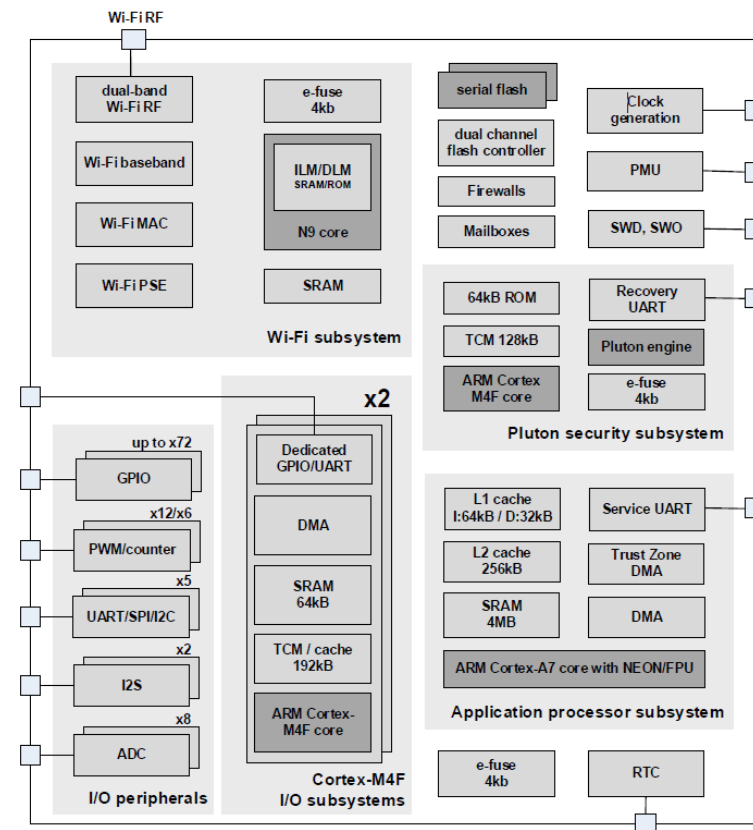 Wi-Fi RF
dual-band
Wi-Fi RF
Wi-Fi baseband
Wi-Fi MAC
Wi-Fi PSE
e-fuse
4kb
ILM/DLM
SRAM/ROM
N9 core
SRAM
Wi-Fi subsystem
serial flash
dual channel
flash controller
Firewalls
Mailboxes
Clock
generation
PMU
SWD, SWO
64kB ROM
TCM 128kB
ARM Cortex
M4F core
Recovery
UART
Pluton engine
e-fuse
4kb
Pluton security subsystem
up to x72
GPIO
x12/x6
PWM/counter
x5
UART/SPI/I2C
x2
I2S
x8
ADC
I/O peripherals
x2
Dedicated
GPIO/UART
DMA
SRAM
64kB
TCM / cache
192kB
ARM Cortex-
M4F core
Cortex-M4F
I/O subsystems
L1 cache
I:64kB / D:32kB
L2 cache
256kB
SRAM
4MB
Service UART
Trust Zone
DMA
DMA
ARM Cortex-A7 core with NEON/FPU
Application processor subsystem
e-fuse
4kb
RTC